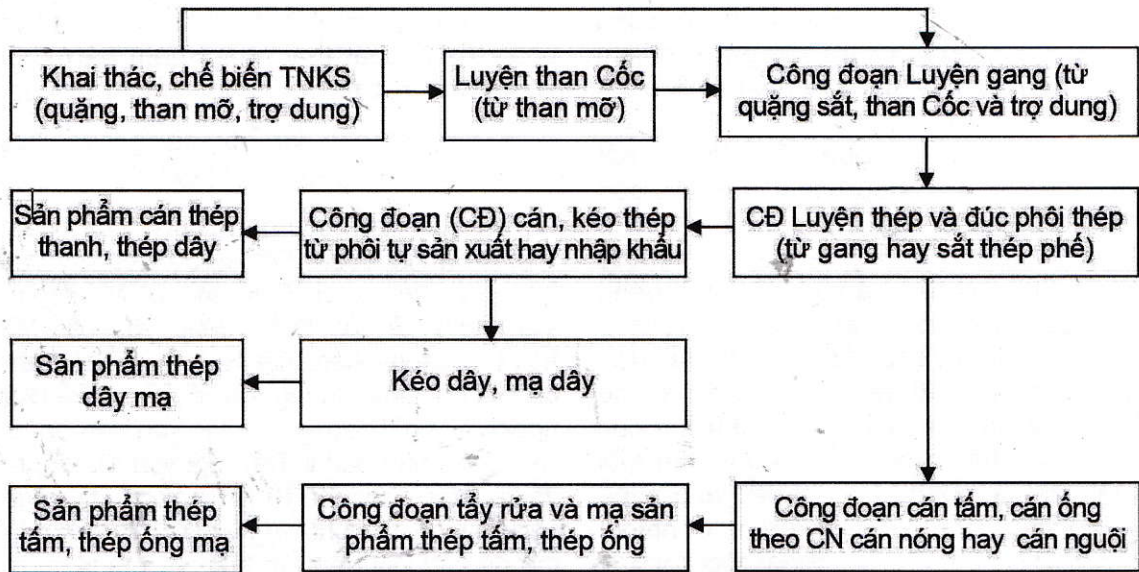 Khai thác, chế biến TNKS
(quặng, than mỡ, trợ dung)
Luyện than Cốc
(từ than mỡ)
Công đoạn Luyện gang (từ
quặng sắt, than Cốc và trợ dung)
Sản phẩm cán thép
thanh, thép dây
Công đoạn (CĐ) cán, kéo thép
từ phôi tự sản xuất hay nhập khẩu
CĐ Luyện thép và đúc phôi thép
(từ gang hay sắt thép phế)
Sản phẩm thép
dây mạ
Kéo dây, mạ dây
Sản phẩm thép
tấm, thép ống mạ
Công đoạn tẩy rửa và mạ sản
phẩm thép tấm, thép ống
Công đoạn cán tấm, cán ống
theo CN cán nóng hay cán nguội